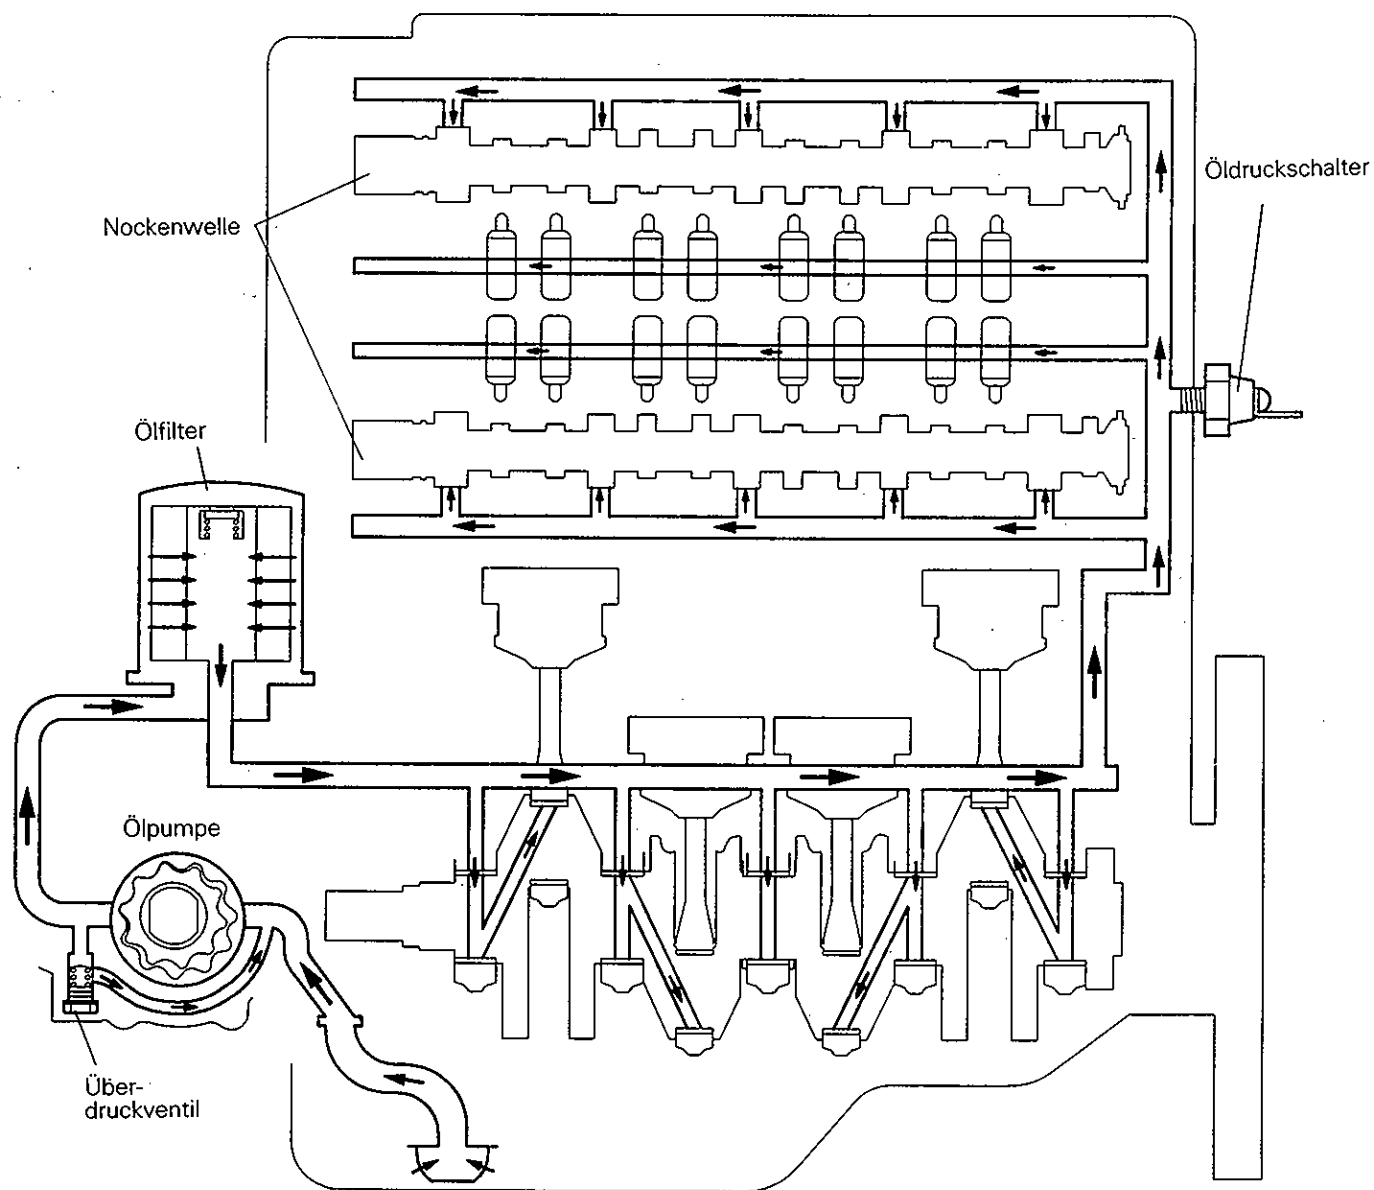 Öldruckschalter
Nockenwelle
Ölfilter
Ölpumpe
Über-
druckventil